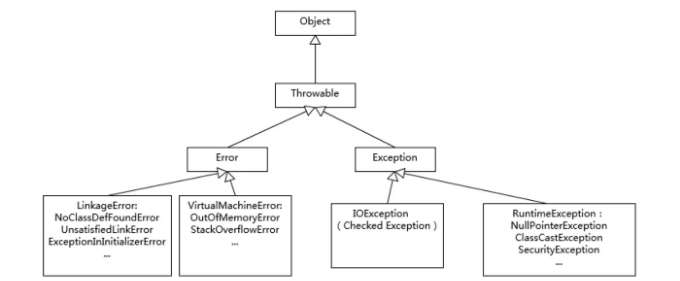 Object
Throwable
Error
Exception
LinkageError:
NoClassDefFoundError
UnsatisfiedLinkError
ExceptionInInitializerError
...
VirtualMachineError:
OutOfMemoryError
StackOverflowError
...
IOException
( Checked Exception )
RuntimeException :
NullPointerException
ClassCastException
SecurityException
...